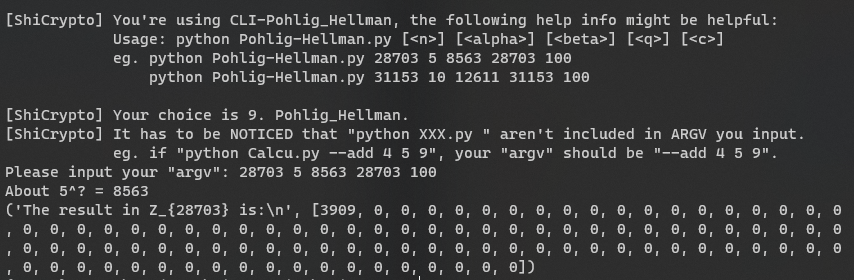 [ShiCrypto] You're using CLI-Pohlig_Hellman, the following help info might be helpful:
Usage: python Pohlig-Hellman.py [<n>] [<alpha>] [<beta>] [<q>] [<c>]
eg. python Pohlig-Hellman.py 28703 5 8563 28703 100
python Pohlig-Hellman.py 31153 10 12611 31153 100
[ShiCrypto] Your choice is 9. Pohlig_Hellman.
[ShiCrypto] It has to be NOTICED that "python XXX.py " aren't included in ARGV you input.
eg. if "python Calcu.py --add 4 5 9", your "argv" should be "--add 4 5 9".
Please input your "argv": 28703 5 8563 28703 100
About 5^? = 8563
('The result in Z_{28703} is:\n', [3909, 0, 0, 0, 0, 0, 0, 0, 0, 0, 0, 0, 0, 0, 0, 0, 0, 0, 0
, 0, 0, 0, 0, 0, 0, 0, 0, 0, 0, 0, 0, 0, 0, 0, 0, 0, 0, 0, 0, 0, 0, 0, 0, 0, 0, 0, 0, 0, 0, 0
, 0, 0, 0, 0, 0, 0, 0, 0, 0, 0, 0, 0, 0, 0, 0, 0, 0, 0, 0, 0, 0, 0, 0, 0, 0, 0, 0, 0, 0, 0, 0
, 0, 0, 0, 0, 0, 0, 0, 0, 0, 0, 0, 0, 0, 0, 0, 0, 0, 0, 0])